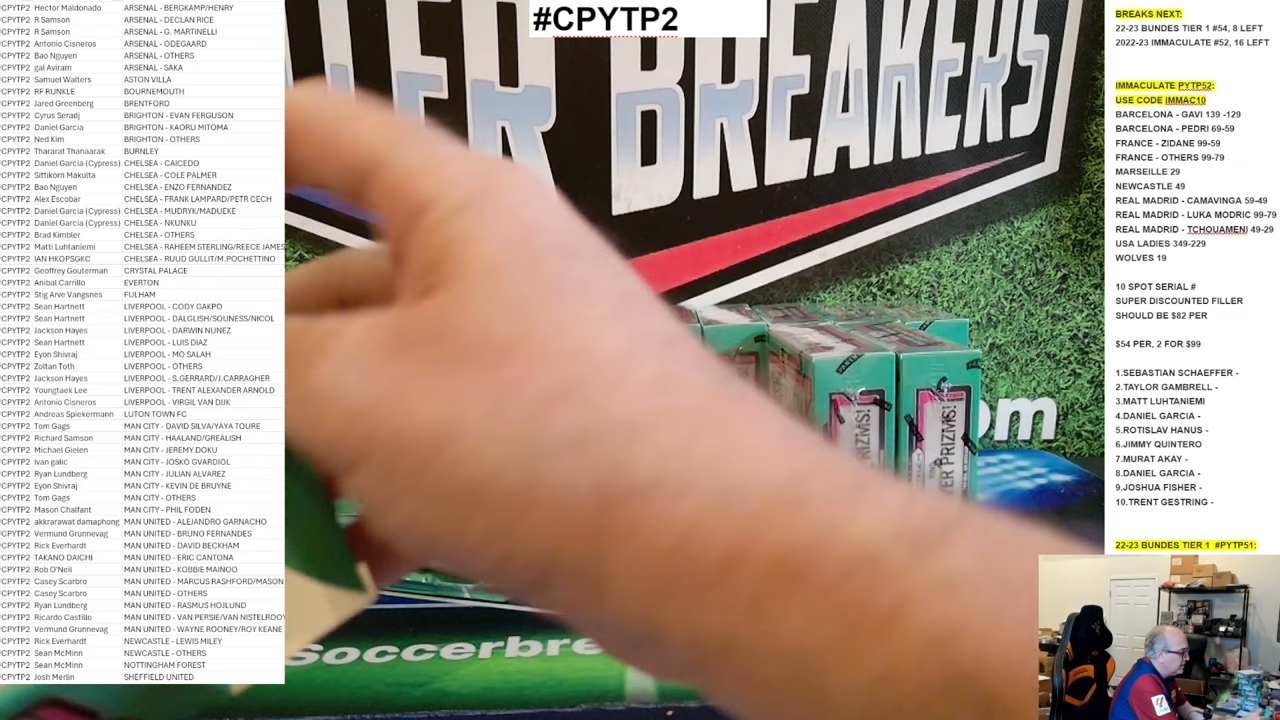 #CPYTP2
CPYTP2 Hector Maldonado ARSENAL - BERGKAMP/HENRY
CPYTP2 R Samson ARSENAL - DECLAN RICE
CPYTP2 R Samson ARSENAL - G. MARTINELLI
CPYTP2 Antonio Cisneros ARSENAL - ODEGAARD
CPYTP2 Bao Nguyen ARSENAL - OTHERS
CPYTP2 gal Aviram ARSENAL - SAKA
CPYTP2 Samuel Walters ASTON VILLA
CPYTP2 RF RUNKLE BOURNEMOUTH
CPYTP2 Jared Greenberg BRENTFORD
CPYTP2 Cyrus Seradj BRIGHTON - EVAN FERGUSON
CPYTP2 Daniel Garcia BRIGHTON - KAORU MITOMA
CPYTP2 Ned Kim BRIGHTON - OTHERS
CPYTP2 Thararat Thanaarak BURNLEY
CPYTP2 Daniel Garcia (Cypress) CHELSEA - CAICEDO
CPYTP2 Sittikorn Makulta CHELSEA - COLE PALMER
CPYTP2 Bao Nguyen CHELSEA - ENZO FERNANDEZ
CPYTP2 Alex Escobar CHELSEA - FRANK LAMPARD/PETR CECH
CPYTP2 Daniel Garcia (Cypress) CHELSEA - MUDRYK/MADUEKE
CPYTP2 Daniel Garcia (Cypress) CHELSEA - NKUNKU
CPYTP2 Brad Kimbler CHELSEA - OTHERS
CPYTP2 Matti Luhtaniemi CHELSEA - RAHEEM STERLING/REECE JAMES
CPYTP2 IAN HKOPSGKC CHELSEA - RUUD GULLIT/M.POCHETTINO
CPYTP2 Geoffrey Gouterman CRYSTAL PALACE
CPYTP2 Anibal Carrillo EVERTON
CPYTP2 Stig Arve Vangsnes FULHAM
CPYTP2 Sean Hartnett LIVERPOOL - CODY GAKPO
CPYTP2 Sean Hartnett LIVERPOOL - DALGLISH/SOUNESS/NICOL
CPYTP2 Jackson Hayes LIVERPOOL - DARWIN NUNEZ
CPYTP2 Sean Hartnett LIVERPOOL - LUIS DIAZ
CPYTP2 Eyon Shivraj LIVERPOOL - MO SALAH
CPYTP2 Zoltan Toth LIVERPOOL - OTHERS
CPYTP2 Jackson Hayes LIVERPOOL - S.GERRARD/J.CARRAGHER
CPYTP2 Youngtaek Lee LIVERPOOL - TRENT ALEXANDER ARNOLD
CPYTP2 Antonio Cisneros LIVERPOOL - VIRGIL VAN DIJK
CPYTP2 Andreas Spiekermann LUTON TOWN FC
CPYTP2 Tom Gags MAN CITY - DAVID SILVA/YAYA TOURE
CPYTP2 Richard Samson MAN CITY - HAALAND/GREALISH
CPYTP2 Michael Gielen MAN CITY - JEREMY DOKU
CPYTP2 Ivan galic MAN CITY - JOSKO GVARDIOL
CPYTP2 Ryan Lundberg MAN CITY - JULIAN ALVAREZ
CPYTP2 Eyon Shivraj MAN CITY - KEVIN DE BRUYNE
CPYTP2 Tom Gags MAN CITY - OTHERS
CPYTP2 Mason Chalfant MAN CITY - PHIL FODEN
CPYTP2 akkrarawat damaphong MAN UNITED - ALEJANDRO GARNACHO
CPYTP2 Vermund Grunnevag MAN UNITED - BRUNO FERNANDES
CPYTP2 Rick Everhardt MAN UNITED - DAVID BECKHAM
CPYTP2 TAKANO DAICHI MAN UNITED - ERIC CANTONA
CPYTP2 Rob O'Neil MAN UNITED - KOBBIE MAINOO
CPYTP2 Casey Scarbro MAN UNITED - MARCUS RASHFORD/MASON
CPYTP2 Casey Scarbro MAN UNITED - OTHERS
CPYTP2 Ryan Lundberg MAN UNITED - RASMUS HOJLUND
CPYTP2 Ricardo Castillo MAN UNITED - VAN PERSIE/VAN NISTELROOY
CPYTP2 Vermund Grunnevag MAN UNITED - WAYNE ROONEY/ROY KEANE
CPYTP2 Rick Everhardt NEWCASTLE - LEWIS MILEY
CPYTP2 Sean McMinn NEWCASTLE - OTHERS
CPYTP2 Sean McMinn NOTTINGHAM FOREST
CPYTP2 Josh Merlin SHEFFIELD UNITED
BREAKERS
om
Soccerbre
BREAKS NEXT:
22-23 BUNDES TIER 1 #54, 8 LEFT
2022-23 IMMACULATE #52, 16 LEFT
IMMACULATE PYTP52:
USE CODE IMMAC10
BARCELONA - GAVI 139 -129
BARCELONA - PEDRI 69-59
FRANCE - ZIDANE 99-59
FRANCE - OTHERS 99-79
MARSEILLE 29
NEWCASTLE 49
REAL MADRID - CAMAVINGA 59-49
REAL MADRID - LUKA MODRIC 99-79
REAL MADRID - TCHOUAMENI 49-29
USA LADIES 349-229
WOLVES 19
10 SPOT SERIAL #
SUPER DISCOUNTED FILLER
SHOULD BE $82 PER
$54 PER, 2 FOR $99
1.SEBASTIAN SCHAEFFER -
2.TAYLOR GAMBRELL -
3.MATT LUHTANIEMI
4.DANIEL GARCIA -
5.ROTISLAV HANUS -
6.JIMMY QUINTERO
7.MURAT AKAY -
8.DANIEL GARCIA -
9.JOSHUA FISHER -
10.TRENT GESTRING -
22-23 BUNDES TIER 1 #PYTP51: